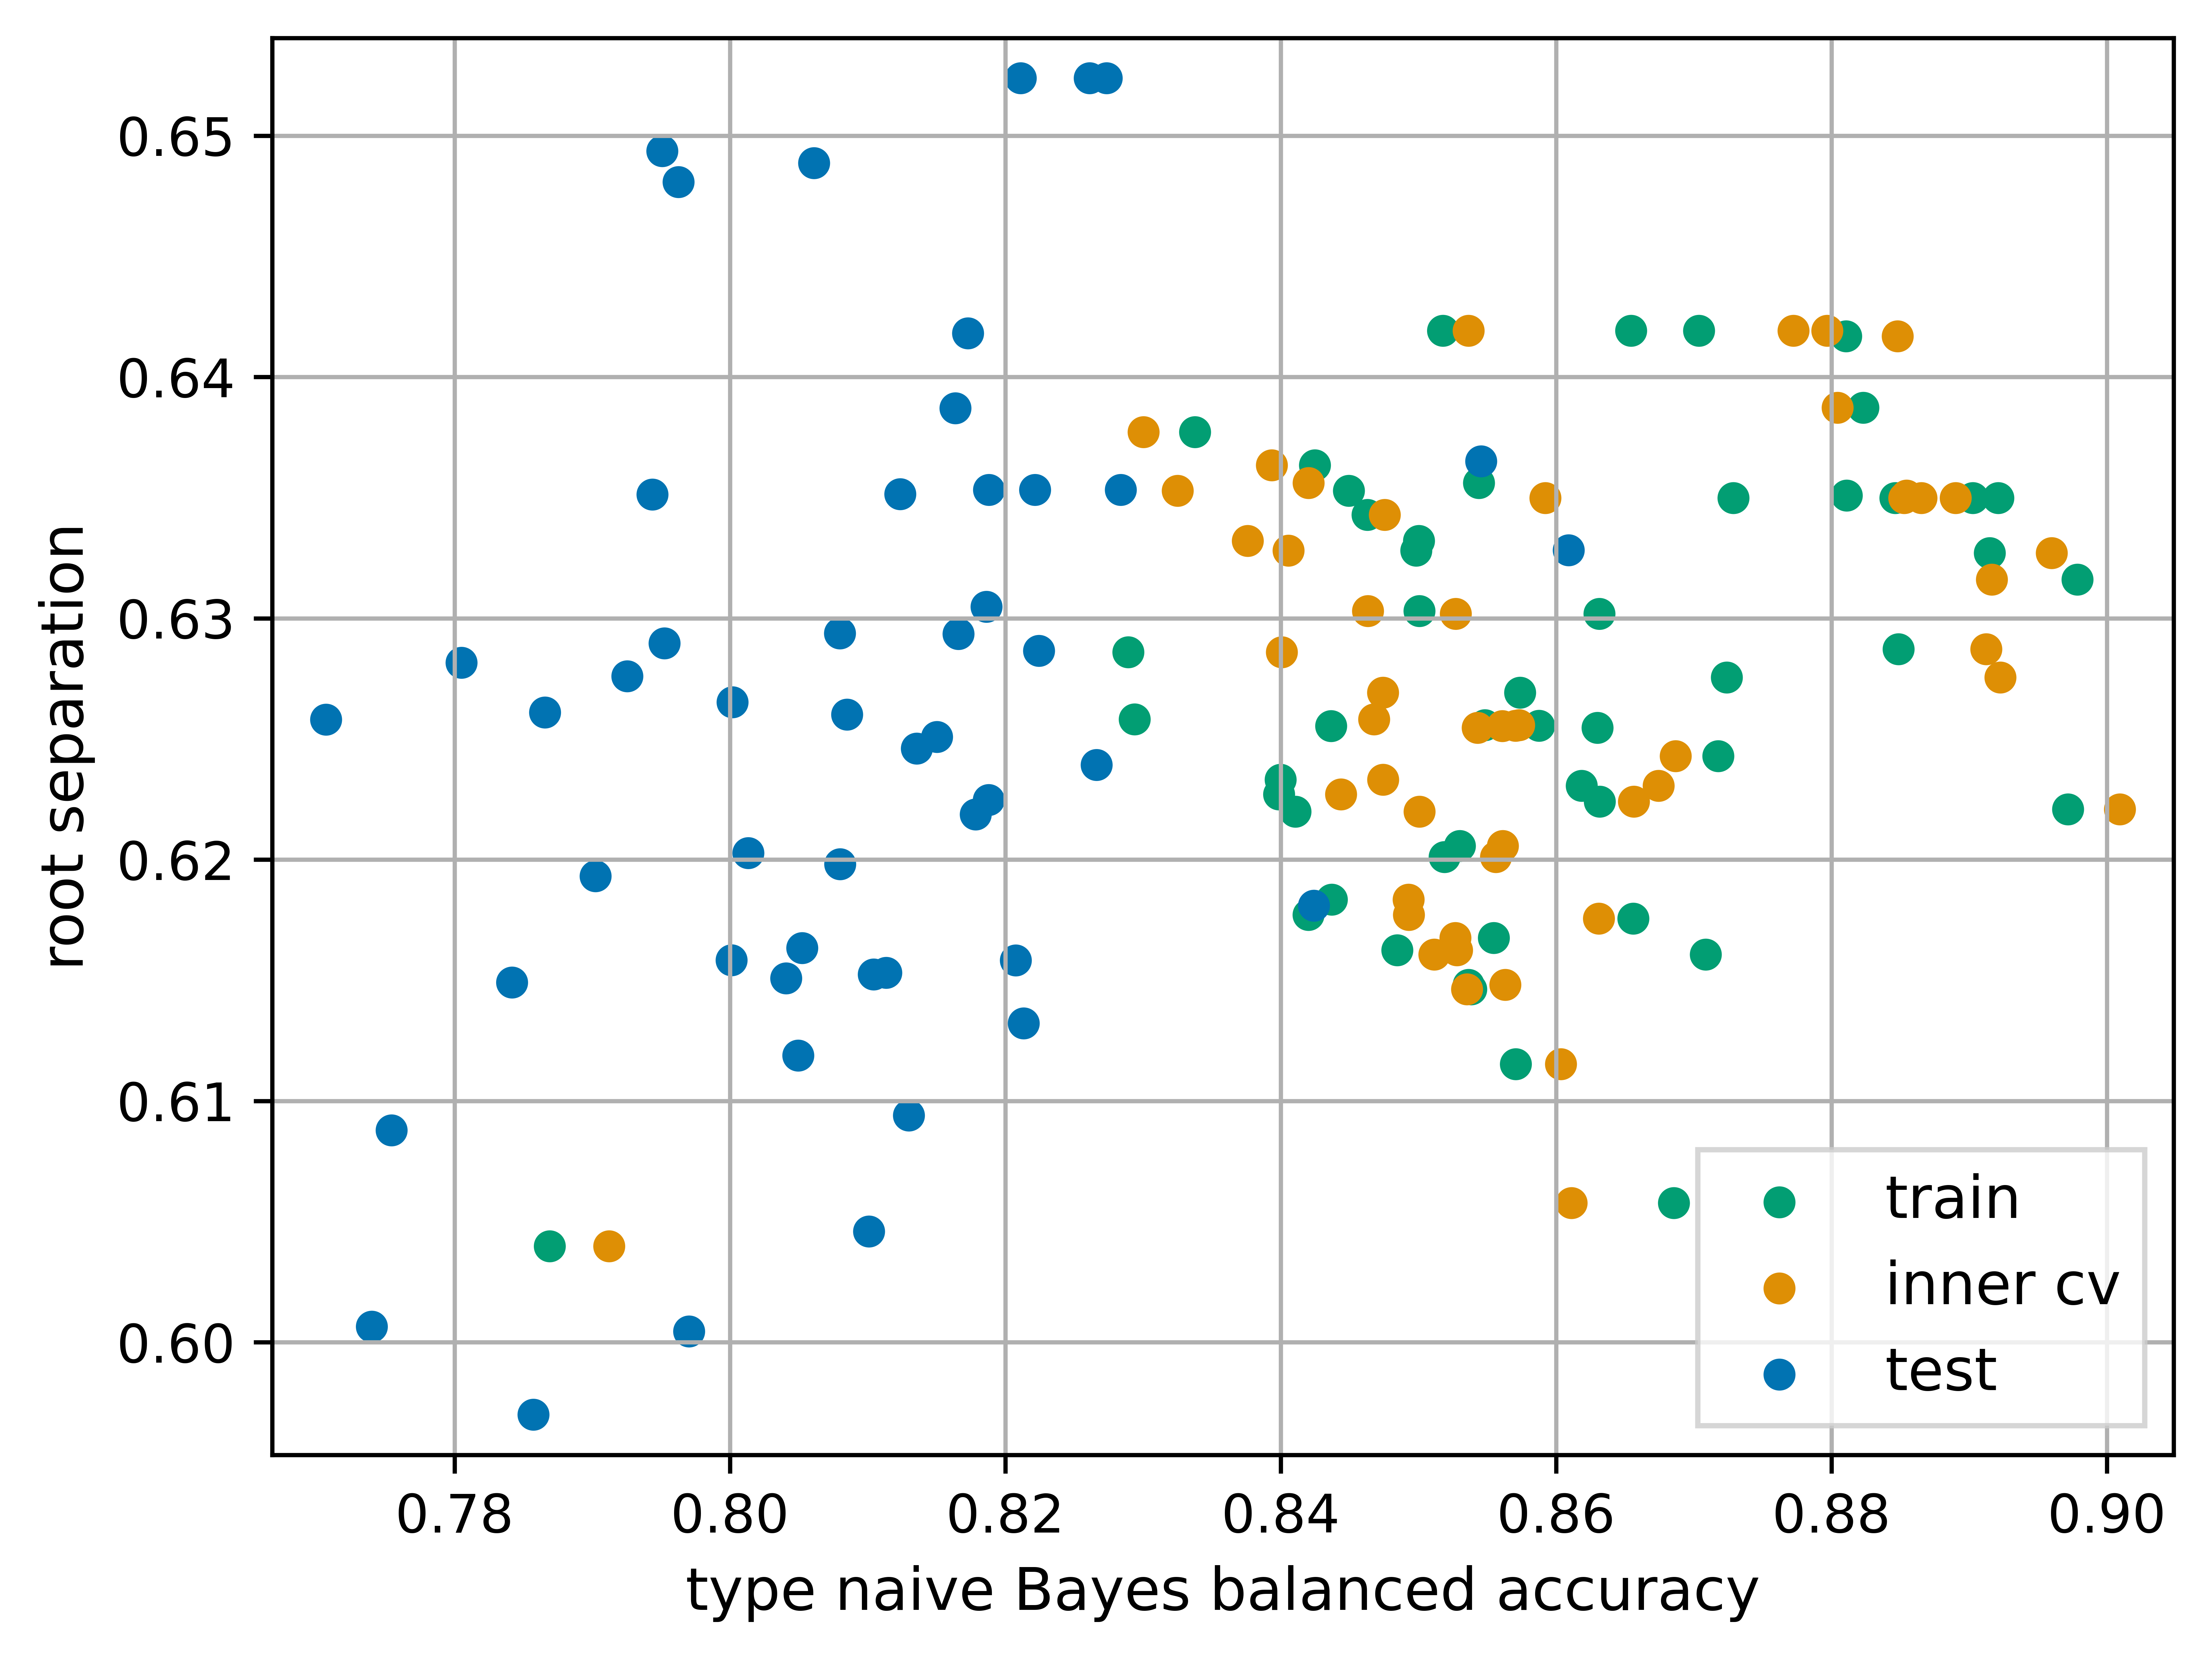 0.65
0.64
0.63
0.62
0.61
0.60
root separation
0.78 0.80 0.82 0.84 0.86 0.88 0.90
type naive Bayes balanced accuracy
train
inner cv
test